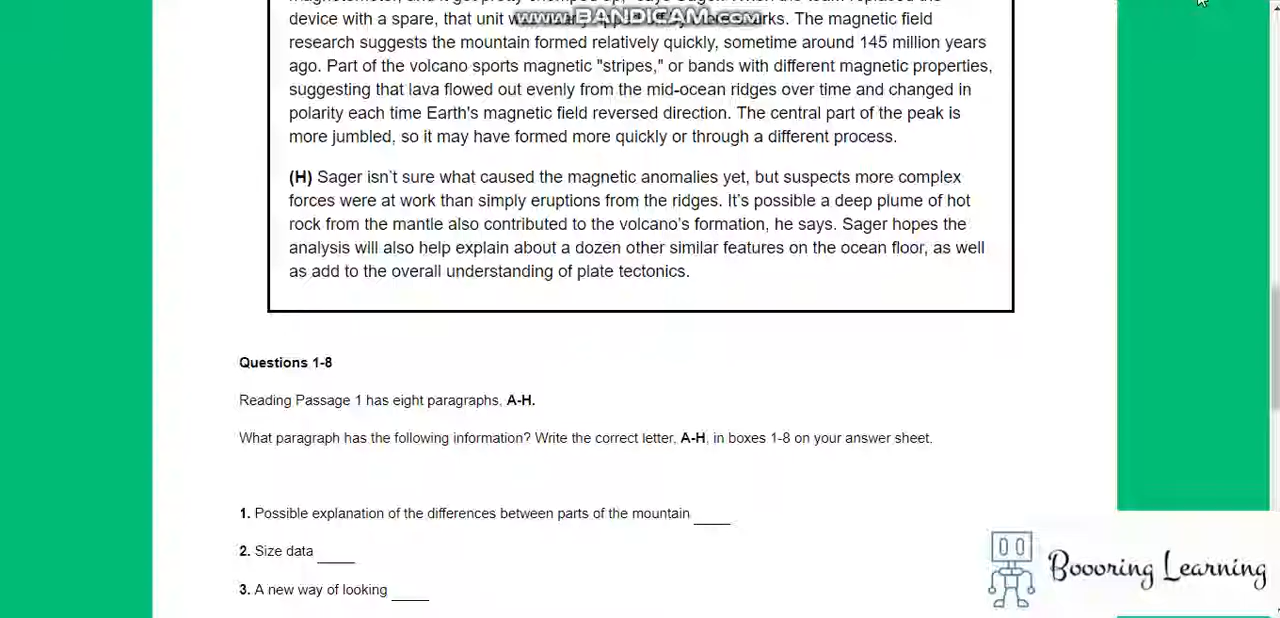 device with a spare, that unit w
www.BANDICAM.com
rks. The magnetic field
research suggests the mountain formed relatively quickly, sometime around 145 million years
ago. Part of the volcano sports magnetic "stripes," or bands with different magnetic properties,
suggesting that lava flowed out evenly from the mid-ocean ridges over time and changed in
polarity each time Earth's magnetic field reversed direction. The central part of the peak is
more jumbled, so it may have formed more quickly or through a different process.
(H) Sager isn't sure what caused the magnetic anomalies yet, but suspects more complex
forces were at work than simply eruptions from the ridges. It's possible a deep plume of hot
rock from the mantle also contributed to the volcano's formation, he says. Sager hopes the
analysis will also help explain about a dozen other similar features on the ocean floor, as well
as add to the overall understanding of plate tectonics.
Questions 1-8
Reading Passage 1 has eight paragraphs, A-H.
What paragraph has the following information? Write the correct letter, A-H, in boxes 1-8 on your answer sheet.
1. Possible explanation of the differences between parts of the mountain ____
2. Size data ____
3. A new way of looking ____
Boooring Learning